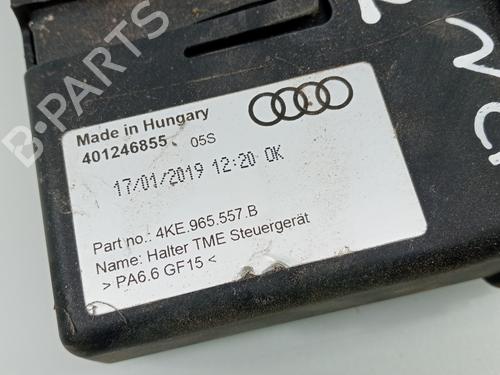 B-PARTS
Made in Hungary
401246855 05S
17/01/2019 12:20 OK
Part no.: 4KE.965.557.B
Name: Halter TME Steuergerät
> PA6.6 GF15 <